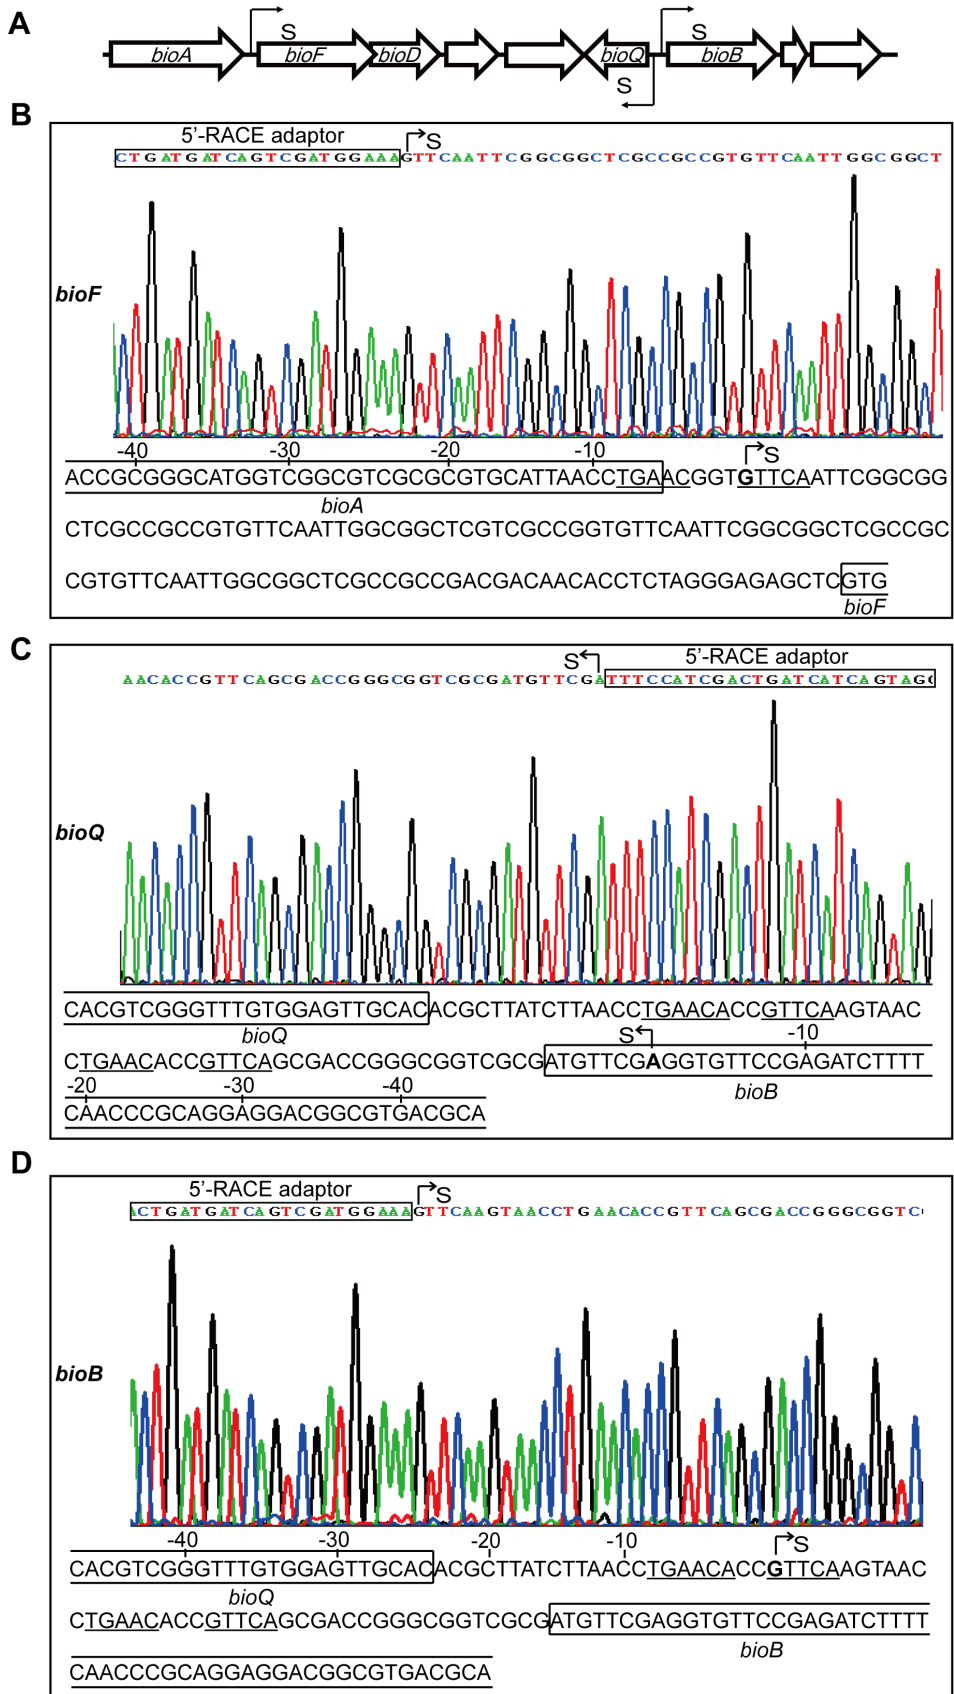 A
S S
bioA bioF bioD bioQ bioB
S
B
5'-RACE adaptor S
CTGATGATCAGTCGATGGAAAGTTCAATTCGGCGGCTCGCCGCCGTGTTCAATTGGCGGCT
bioF
-40 -30 -20 -10 S
ACCGCGGGCATGGTCGGCGTCGCGCGTGCATTAACCTGAACGGTGTTCAATTCGGCGG
bioA
CTCGCCGCCGTGTTCAATTGGCGGCTCGTCGCCGGTGTTCAATTCGGCGGCTCGCCGC
CGTGTTCAATTGGCGGCTCGCCGCCGACGACAACACCTCTAGGGAGAGCTCGTG
bioF
C
S 5'-RACE adaptor
AACACCGTTCAGCGACCGGGCGGTCGCGATGTTCGATTTCCATCGACTGATCATCAGTAG
bioQ
CACGTCGGGTTTGTGGAGTTGCACACGCTTATCTTAACCTGAACACCGTTCAAGTAAC
bioQ S -10
CTGAACACCGTTCAGCGACCGGGCGGTCGCGATGTTCGAGGTGTTCCGAGATCTTTT
-20 -30 -40 bioB
CAACCCGCAGGAGGACGGCGTGACGCA
D
5'-RACE adaptor S
ACTGATGATCAGTCGATGGAAAGTTCAAGTAACCTGAACACCGTTCAGCGACCGGGCGGTC
bioB
-40 -30 -20 -10 S
CACGTCGGGTTTGTGGAGTTGCACACGCTTATCTTAACCTGAACACCGTTCAAGTAAC
bioQ
CTGAACACCGTTCAGCGACCGGGCGGTCGCGATGTTCGAGGTGTTCCGAGATCTTTT
bioB
CAACCCGCAGGAGGACGGCGTGACGCA